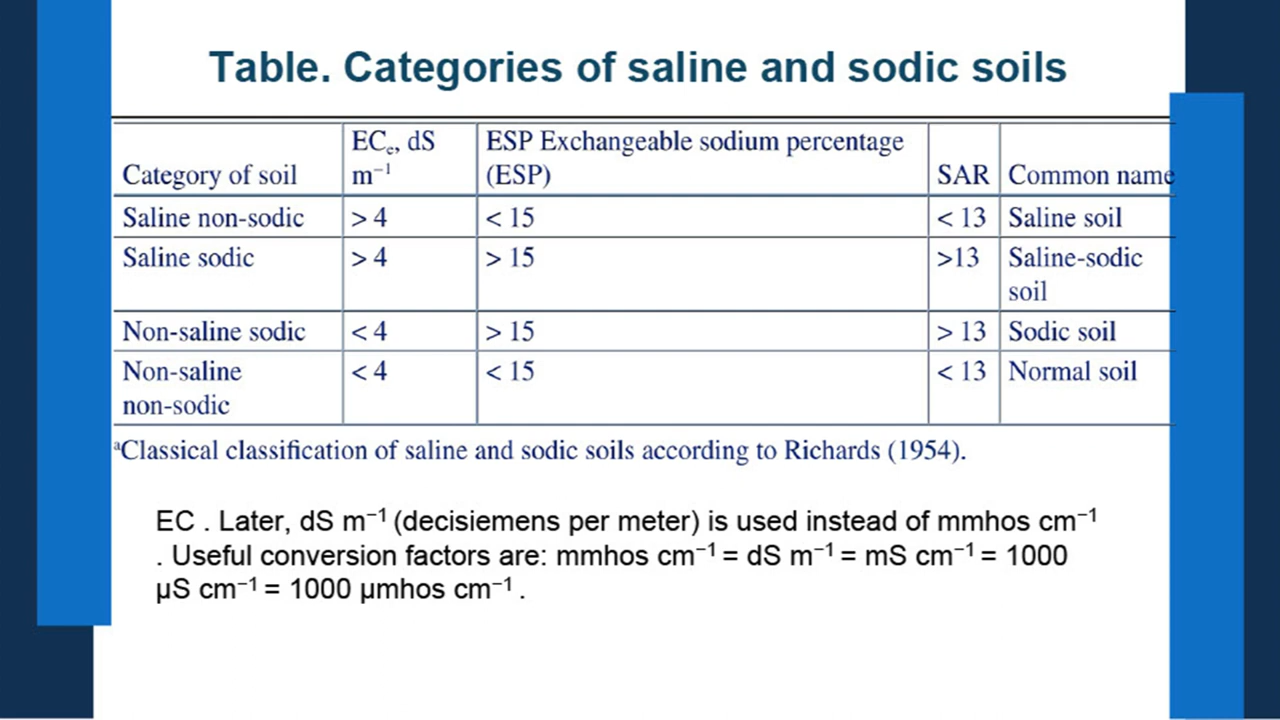 Table. Categories of saline and sodic soils
Category of soil | ECₑ, dS m⁻¹ | ESP Exchangeable sodium percentage (ESP) | SAR | Common name
Saline non-sodic | > 4 | < 15 | < 13 | Saline soil
Saline sodic | > 4 | > 15 | >13 | Saline-sodic soil
Non-saline sodic | < 4 | > 15 | > 13 | Sodic soil
Non-saline non-sodic | < 4 | < 15 | < 13 | Normal soil
ᵃClassical classification of saline and sodic soils according to Richards (1954).
EC . Later, dS m⁻¹ (decisiemens per meter) is used instead of mmhos cm⁻¹
. Useful conversion factors are: mmhos cm⁻¹ = dS m⁻¹ = mS cm⁻¹ = 1000
µS cm⁻¹ = 1000 µmhos cm⁻¹ .